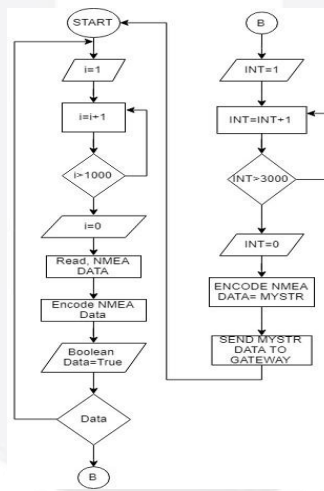 START
i=1
i=i+1
i>1000
i=0
Read, NMEA
DATA
Encode NMEA
Data
Boolean
Data=True
Data
B
B
INT=1
INT=INT+1
INT>3000
INT=0
ENCODE NMEA
DATA= MYSTR
SEND MYSTR
DATA TO
GATEWAY